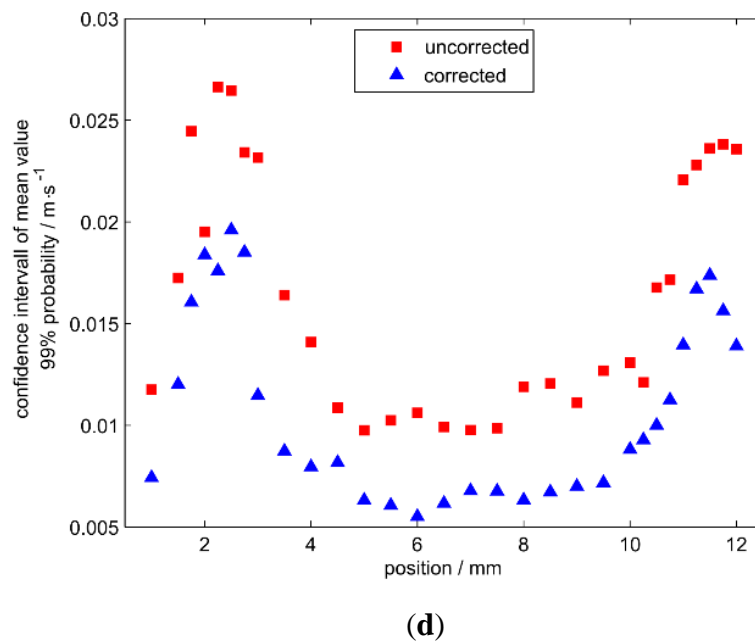 0.03
0.025
0.02
0.015
0.01
0.005
confidence intervall of mean value
99% probability / m·s⁻¹
uncorrected
corrected
2 4 6 8 10 12
position / mm
(d)